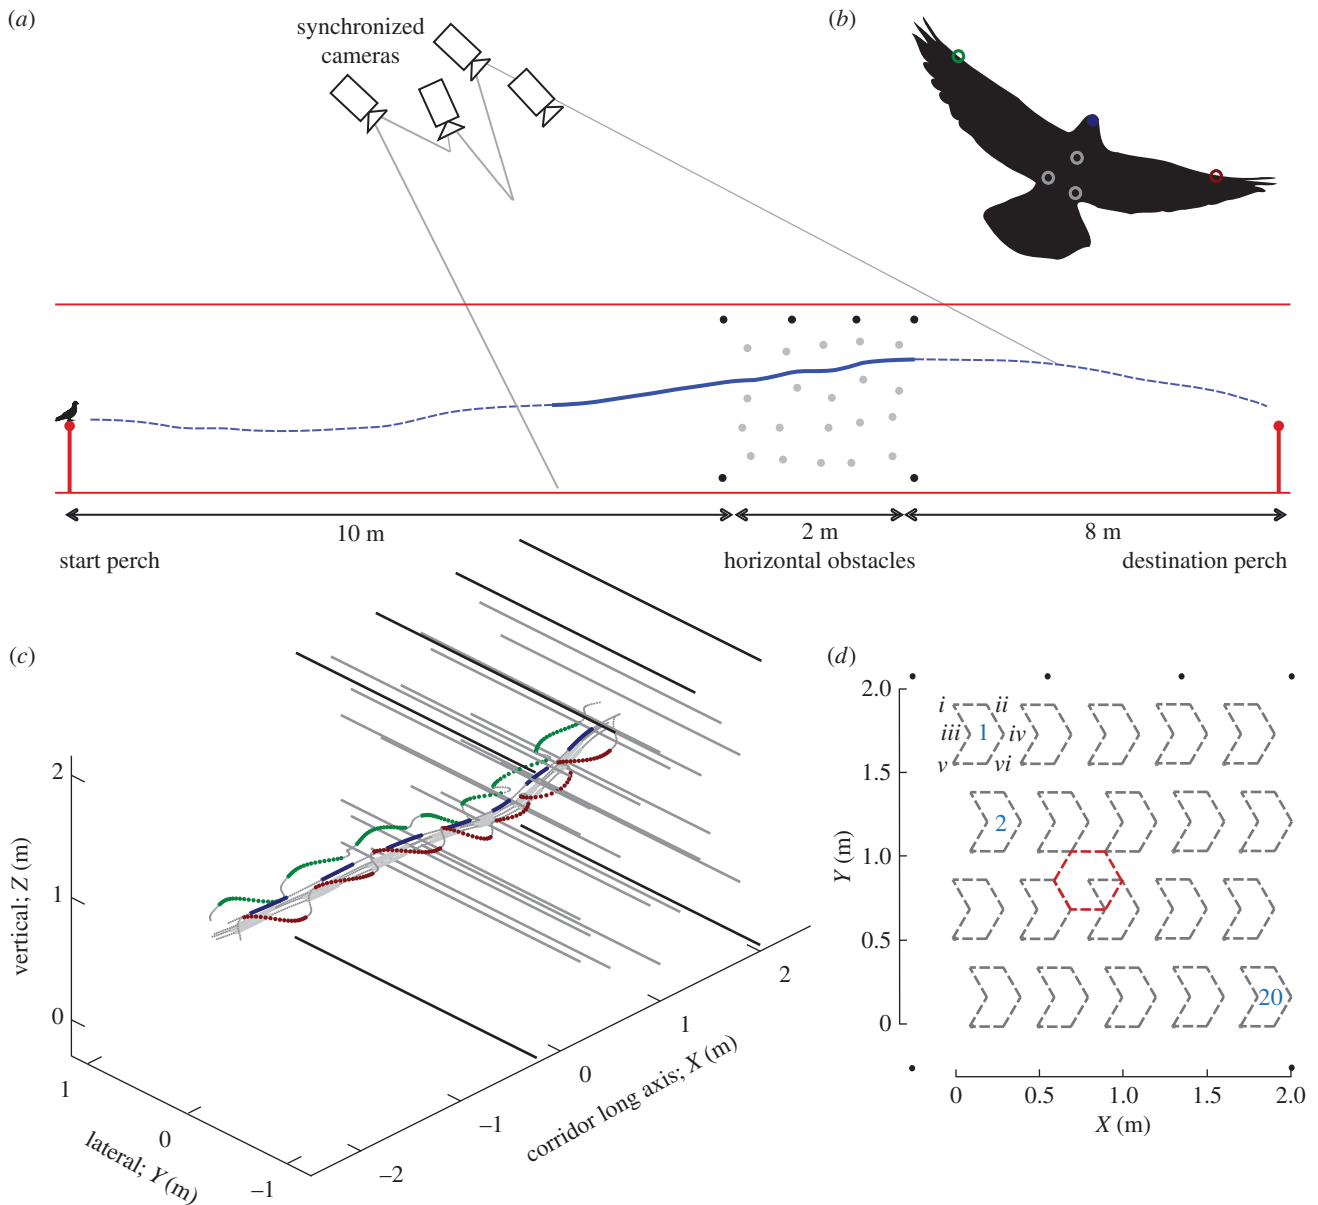 (a)
synchronized
cameras
(b)
10 m
2 m
8 m
start perch
horizontal obstacles
destination perch
(c)
vertical; Z (m)
2
1
0
1
0
–1
lateral; Y (m)
–2
–1
0
1
2
corridor long axis; X (m)
(d)
2.0
1.5
1.0
0.5
0
Y (m)
i
ii
iii
1
iv
v
vi
2
20
0
0.5
1.0
1.5
2.0
X (m)